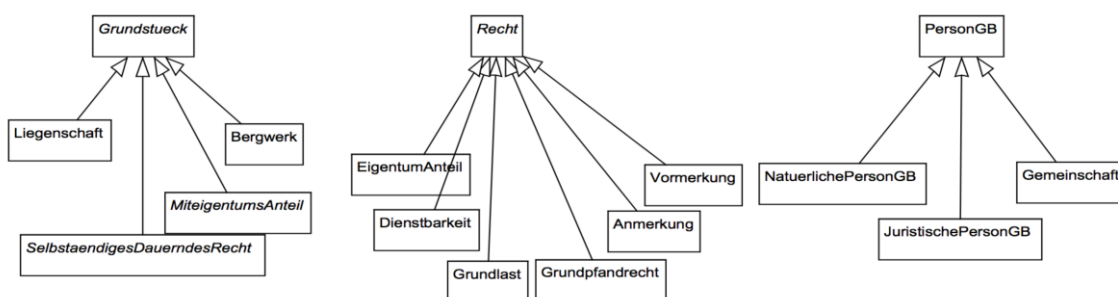 Grundstueck
Liegenschaft
Bergwerk
MiteigentumsAnteil
SelbstaendigesDauerndesRecht
Recht
EigentumAnteil
Vormerkung
Dienstbarkeit
Anmerkung
Grundlast
Grundpfandrecht
PersonGB
NatuerlichePersonGB
Gemeinschaft
JuristischePersonGB